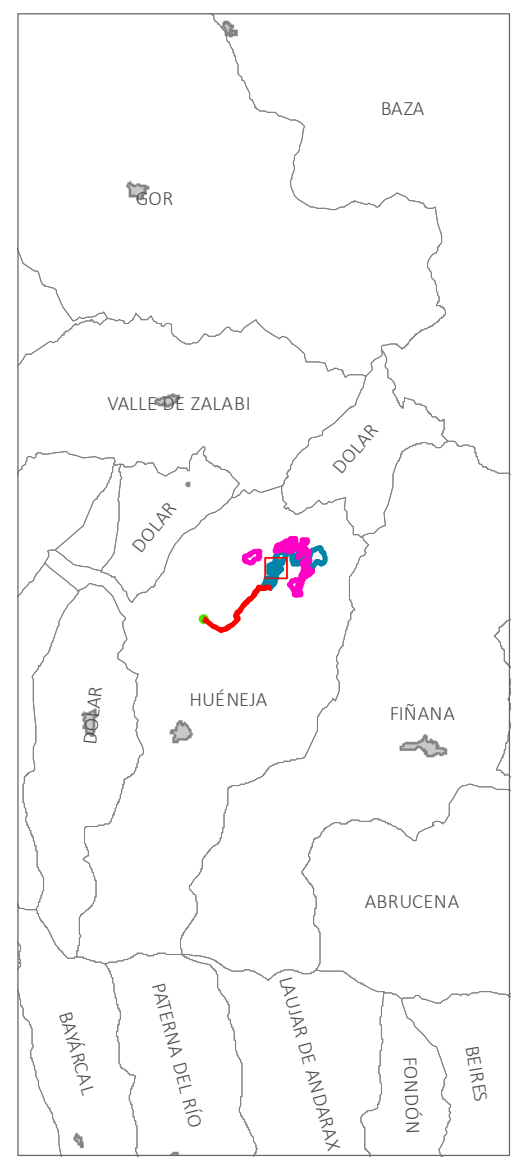 BAZA
GOR
VALLE DE ZALABI
DOLAR
DOLAR
HUÉNEJA
DOLAR
FIÑANA
ABRUCENA
BAYÁRCAL
PATERNA DEL RÍO
LAUJAR DE ANDARAX
FONDÓN
BEIRES